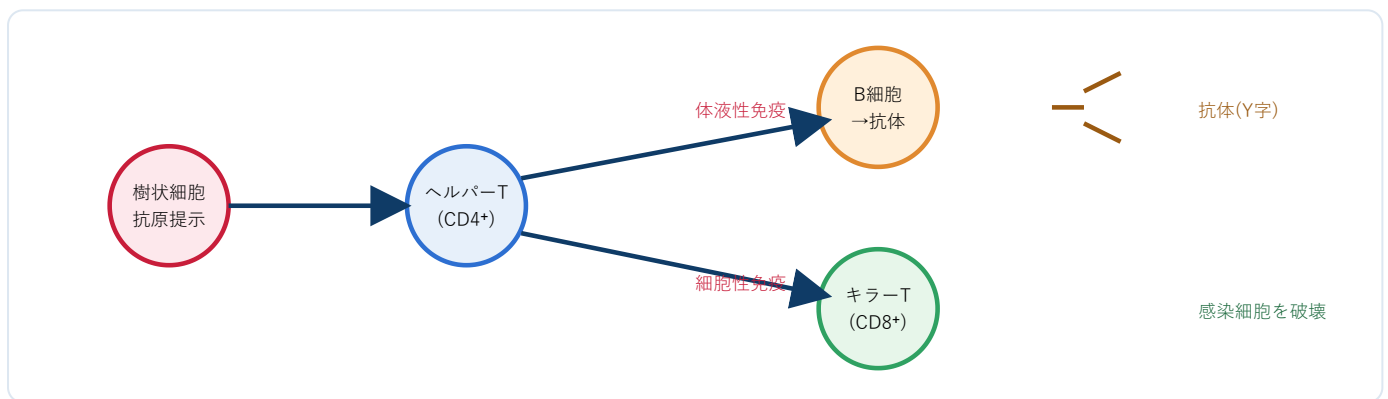 樹状細胞
抗原提示
ヘルパーT
(CD4⁺)
体液性免疫
B細胞
→抗体
抗体(Y字)
細胞性免疫
キラーT
(CD8⁺)
感染細胞を破壊